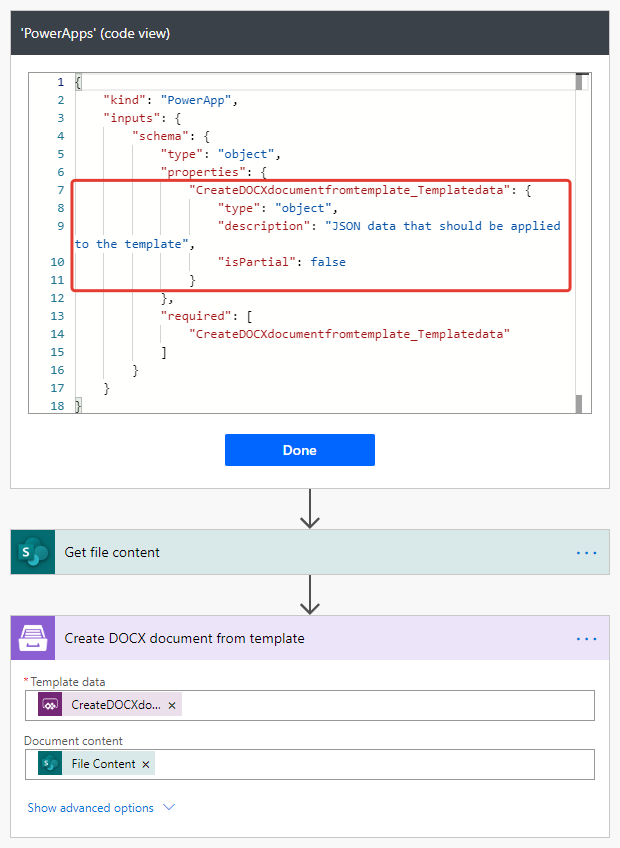 'PowerApps' (code view)
1 {
2 "kind": "PowerApp",
3 "inputs": {
4 "schema": {
5 "type": "object",
6 "properties": {
7 "CreateDOCXdocumentfromtemplate_Templatedata": {
8 "type": "object",
9 "description": "JSON data that should be applied
to the template",
10 "isPartial": false
11 }
12 },
13 "required": [
14 "CreateDOCXdocumentfromtemplate_Templatedata"
15 ]
16 }
17 }
18 }
Done
S
Get file content
...
Create DOCX document from template
...
* Template data
CreateDOCXdo... ×
Document content
S File Content ×
Show advanced options